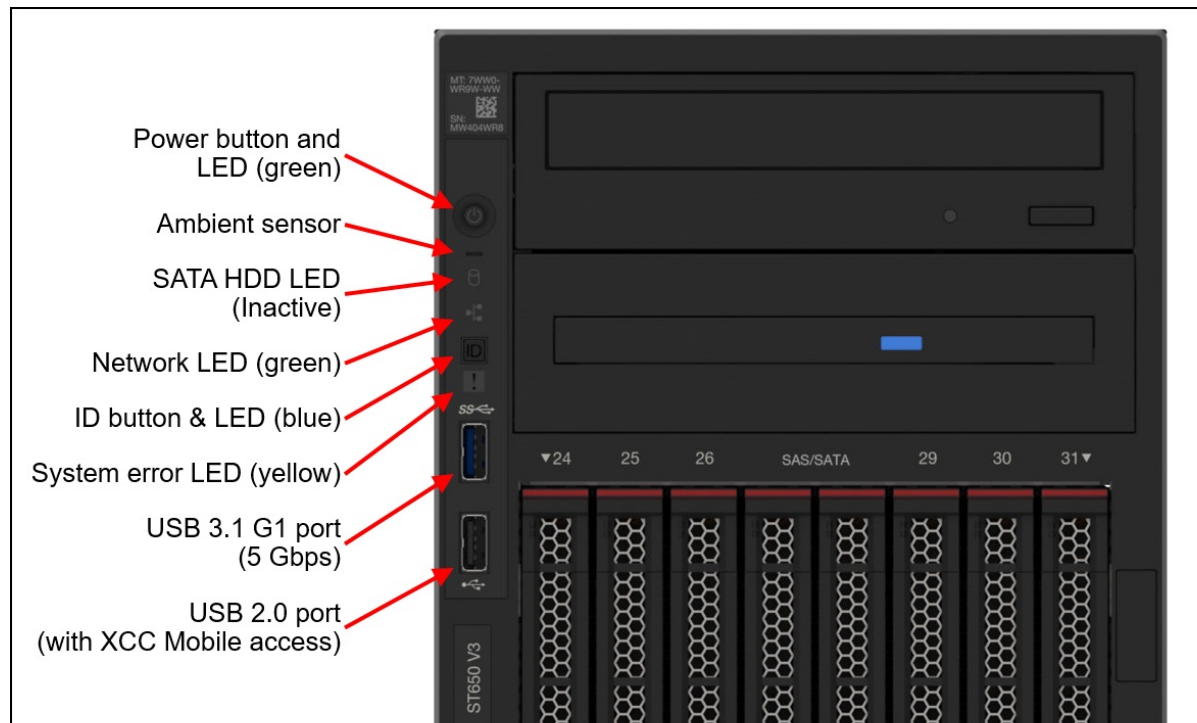 MT: 7WW0-
WR9W-WW
SN:
MW404WR8
Power button and
LED (green)
Ambient sensor
SATA HDD LED
(Inactive)
Network LED (green)
ID button & LED (blue)
System error LED (yellow)
USB 3.1 G1 port
(5 Gbps)
USB 2.0 port
(with XCC Mobile access)
ID
!
SS
▼24 25 26 SAS/SATA 29 30 31▼
ST650 V3